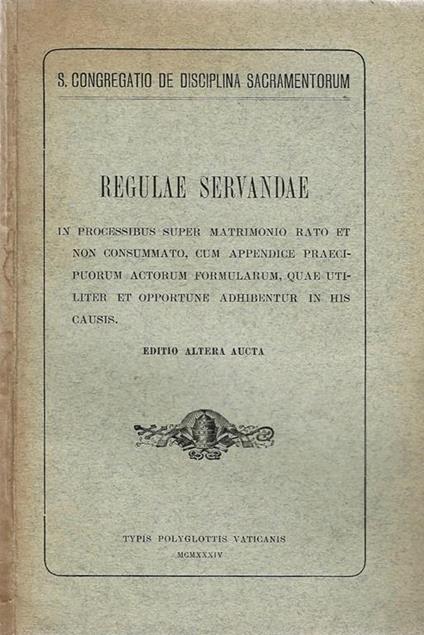 S. CONGREGATIO DE DISCIPLINA SACRAMENTORUM
REGULAE SERVANDAE
IN PROCESSIBUS SUPER MATRIMONIO RATO ET
NON CONSUMMATO, CUM APPENDICE PRAECI-
PUORUM ACTORUM FORMULARUM, QUAE UTI-
LITER ET OPPORTUNE ADHIBENTUR IN HIS
CAUSIS.
EDITIO ALTERA AUCTA
TYPIS POLYGLOTTIS VATICANIS
MCMXXXIV